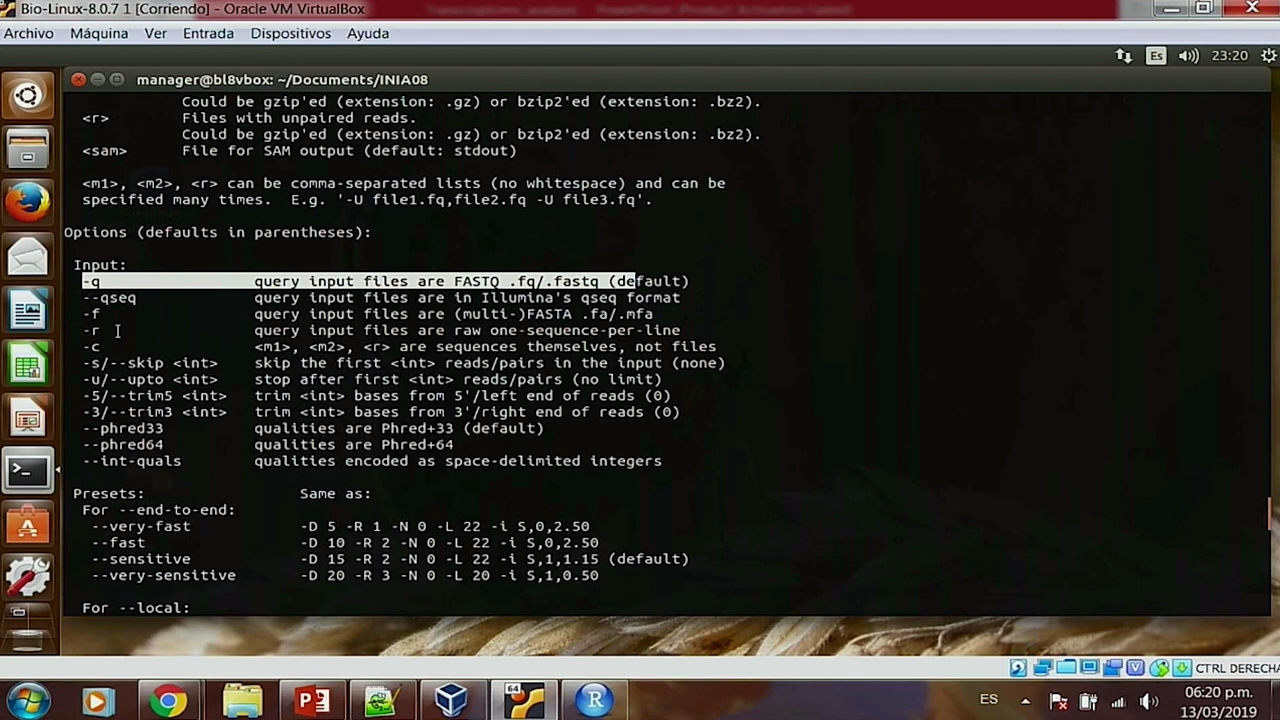 Bio-Linux-8.0.7 1 [Corriendo] - Oracle VM VirtualBox
Archivo Máquina Ver Entrada Dispositivos Ayuda
Es 23:20
manager@bl8vbox: ~/Documents/INIA08
Could be gzip'ed (extension: .gz) or bzip2'ed (extension: .bz2).
<r> Files with unpaired reads.
Could be gzip'ed (extension: .gz) or bzip2'ed (extension: .bz2).
<sam> File for SAM output (default: stdout)
<m1>, <m2>, <r> can be comma-separated lists (no whitespace) and can be
specified many times. E.g. '-U file1.fq,file2.fq -U file3.fq'.
Options (defaults in parentheses):
Input:
-q query input files are FASTQ .fq/.fastq (default)
--qseq query input files are in Illumina's qseq format
-f query input files are (multi-)FASTA .fa/.mfa
-r query input files are raw one-sequence-per-line
-c <m1>, <m2>, <r> are sequences themselves, not files
-s/--skip <int> skip the first <int> reads/pairs in the input (none)
-u/--upto <int> stop after first <int> reads/pairs (no limit)
-5/--trim5 <int> trim <int> bases from 5'/left end of reads (0)
-3/--trim3 <int> trim <int> bases from 3'/right end of reads (0)
--phred33 qualities are Phred+33 (default)
--phred64 qualities are Phred+64
--int-quals qualities encoded as space-delimited integers
Presets: Same as:
For --end-to-end:
--very-fast -D 5 -R 1 -N 0 -L 22 -i S,0,2.50
--fast -D 10 -R 2 -N 0 -L 22 -i S,0,2.50
--sensitive -D 15 -R 2 -N 0 -L 22 -i S,1,1.15 (default)
--very-sensitive -D 20 -R 3 -N 0 -L 20 -i S,1,0.50
For --local:
CTRL DERECHA
64
ES 06:20 p.m.
13/03/2019